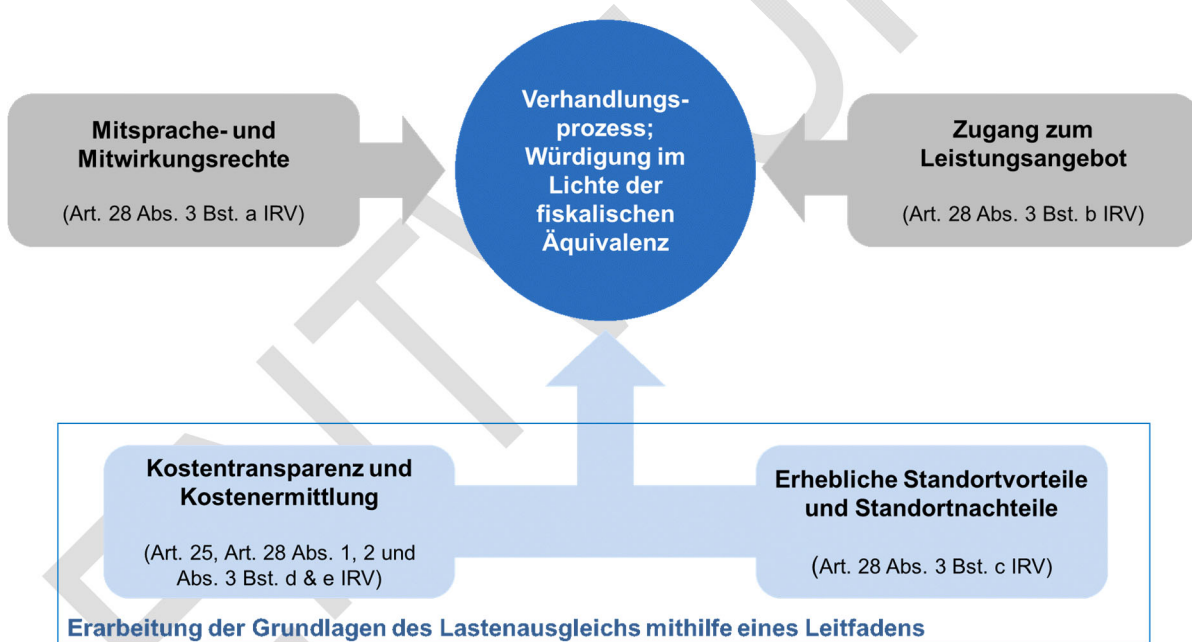 Mitsprache- und
Mitwirkungsrechte
(Art. 28 Abs. 3 Bst. a IRV)
Verhandlungs-
prozess;
Würdigung im
Lichte der
fiskalischen
Äquivalenz
Zugang zum
Leistungsangebot
(Art. 28 Abs. 3 Bst. b IRV)
Kostentransparenz und
Kostenermittlung
(Art. 25, Art. 28 Abs. 1, 2 und
Abs. 3 Bst. d & e IRV)
Erhebliche Standortvorteile
und Standortnachteile
(Art. 28 Abs. 3 Bst. c IRV)
Erarbeitung der Grundlagen des Lastenausgleichs mithilfe eines Leitfadens